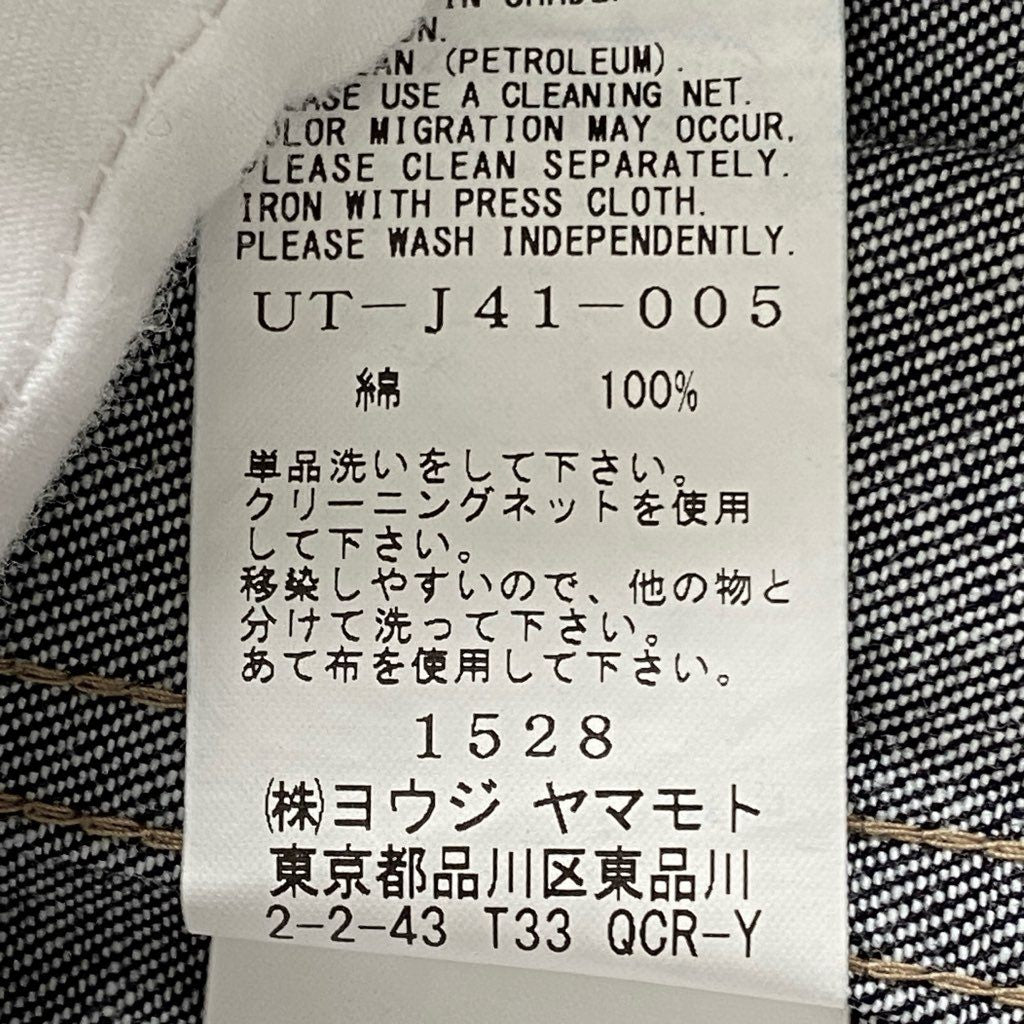 IN SHADE.
(PETROLEUM).
USE A CLEANING NET.
MIGRATION MAY OCCUR.
PLEASE CLEAN SEPARATELY.
IRON WITH PRESS CLOTH.
PLEASE WASH INDEPENDENTLY.
UT－J41－005
綿 100%
単品洗いをして下さい。
クリーニングネットを使用
して下さい。
移染しやすいので、他の物と
分けて洗って下さい。
あて布を使用して下さい。
1528
㈱ヨウジ ヤマモト
東京都品川区東品川
2-2-43 T33 QCR-Y